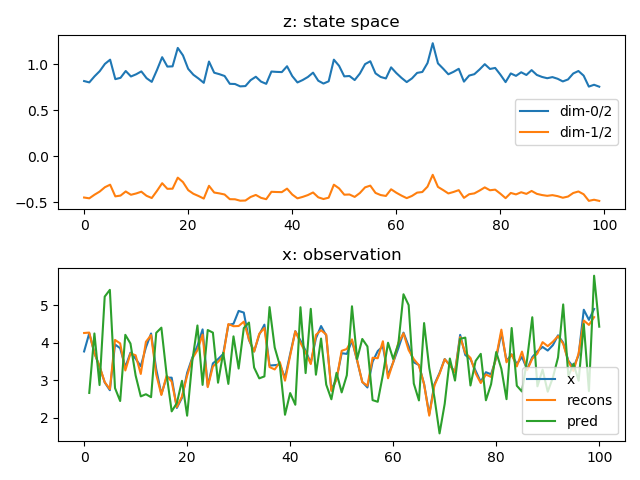 z: state space
1.0
0.5
0.0
−0.5
dim-0/2
dim-1/2
0 20 40 60 80 100
x: observation
5
4
3
2
x
recons
pred
0 20 40 60 80 100